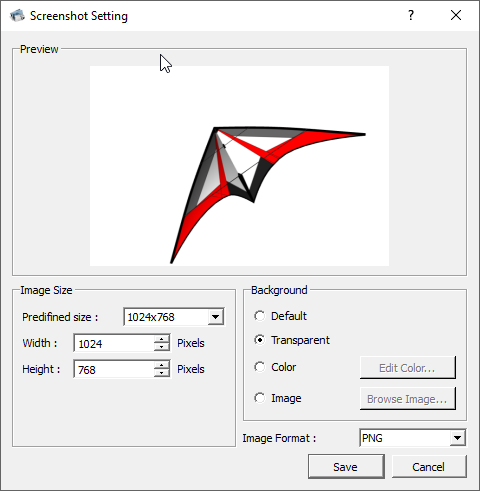 Screenshot Setting
?
Preview
Image Size
Predifined size : 1024x768
Width : 1024 Pixels
Height : 768 Pixels
Background
Default
Transparent
Color Edit Color...
Image Browse Image...
Image Format : PNG
Save Cancel